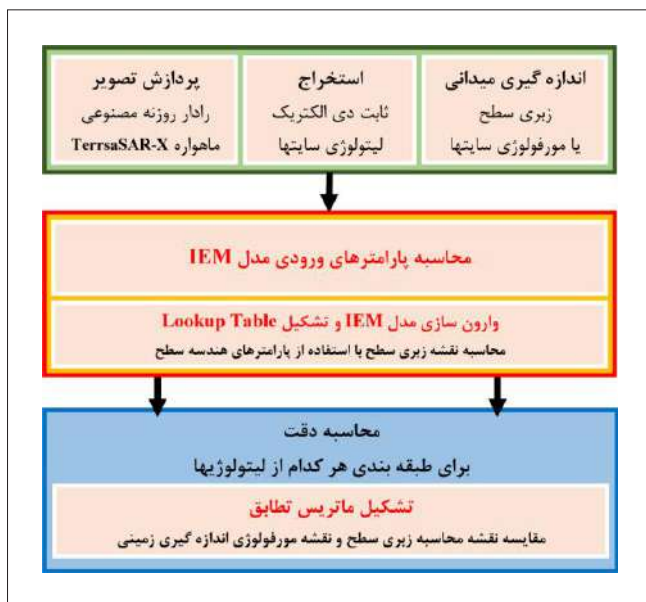 اندازه گیری میدانی
زبری سطح
یا مورفولوژی سایتها
استخراج
ثابت دی الکتریک
لیتولوژی سایتها
پردازش تصویر
رادار روزنه مصنوعی
ماهواره TerrsaSAR-X
محاسبه پارامترهای ورودی مدل IEM
وارون سازی مدل IEM و تشکیل Lookup Table
محاسبه نقشه زبری سطح با استفاده از پارامترهای هندسه سطح
محاسبه دقت
برای طبقه بندی هر کدام از لیتولوژیها
تشکیل ماتریس تطابق
مقایسه نقشه محاسبه زبری سطح و نقشه مورفولوژی اندازه گیری زمینی